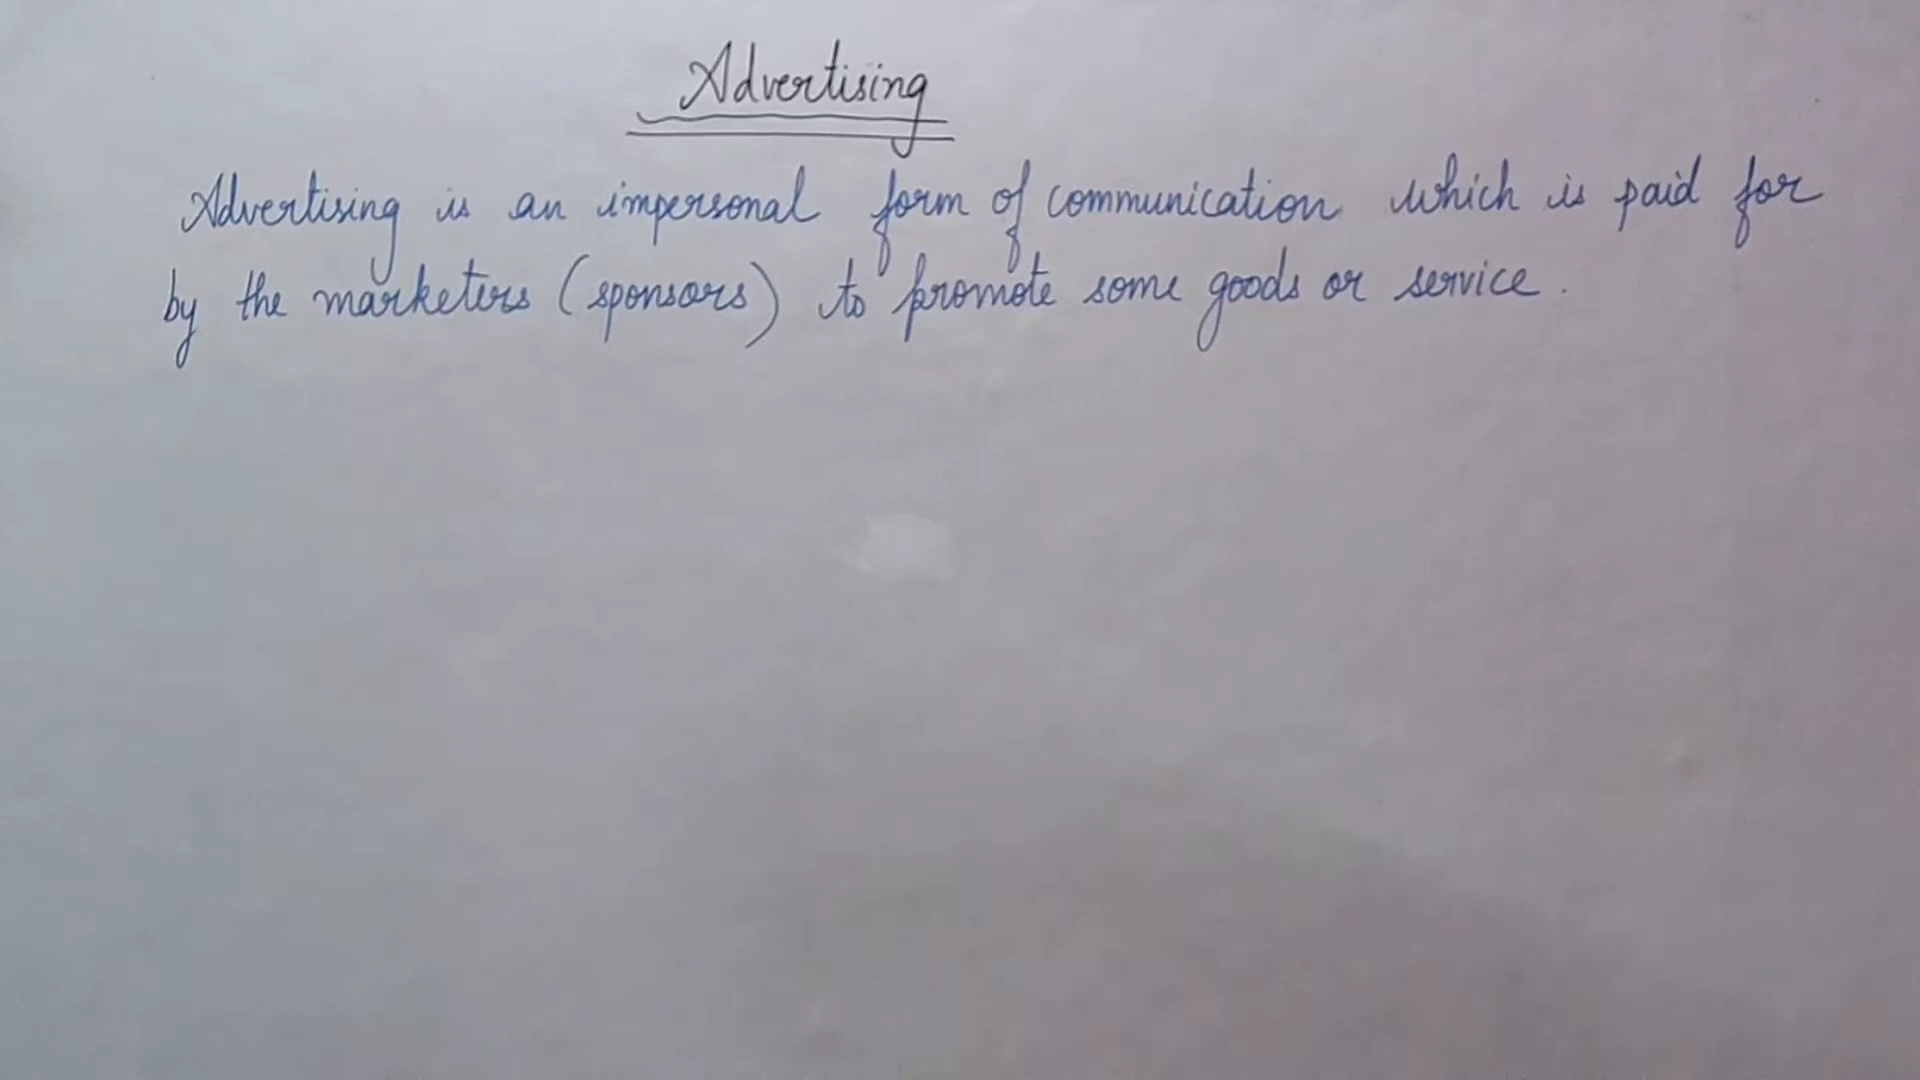 Advertising
Advertising is an impersonal form of communication which is paid for
by the marketers (sponsors) to promote some goods or service.